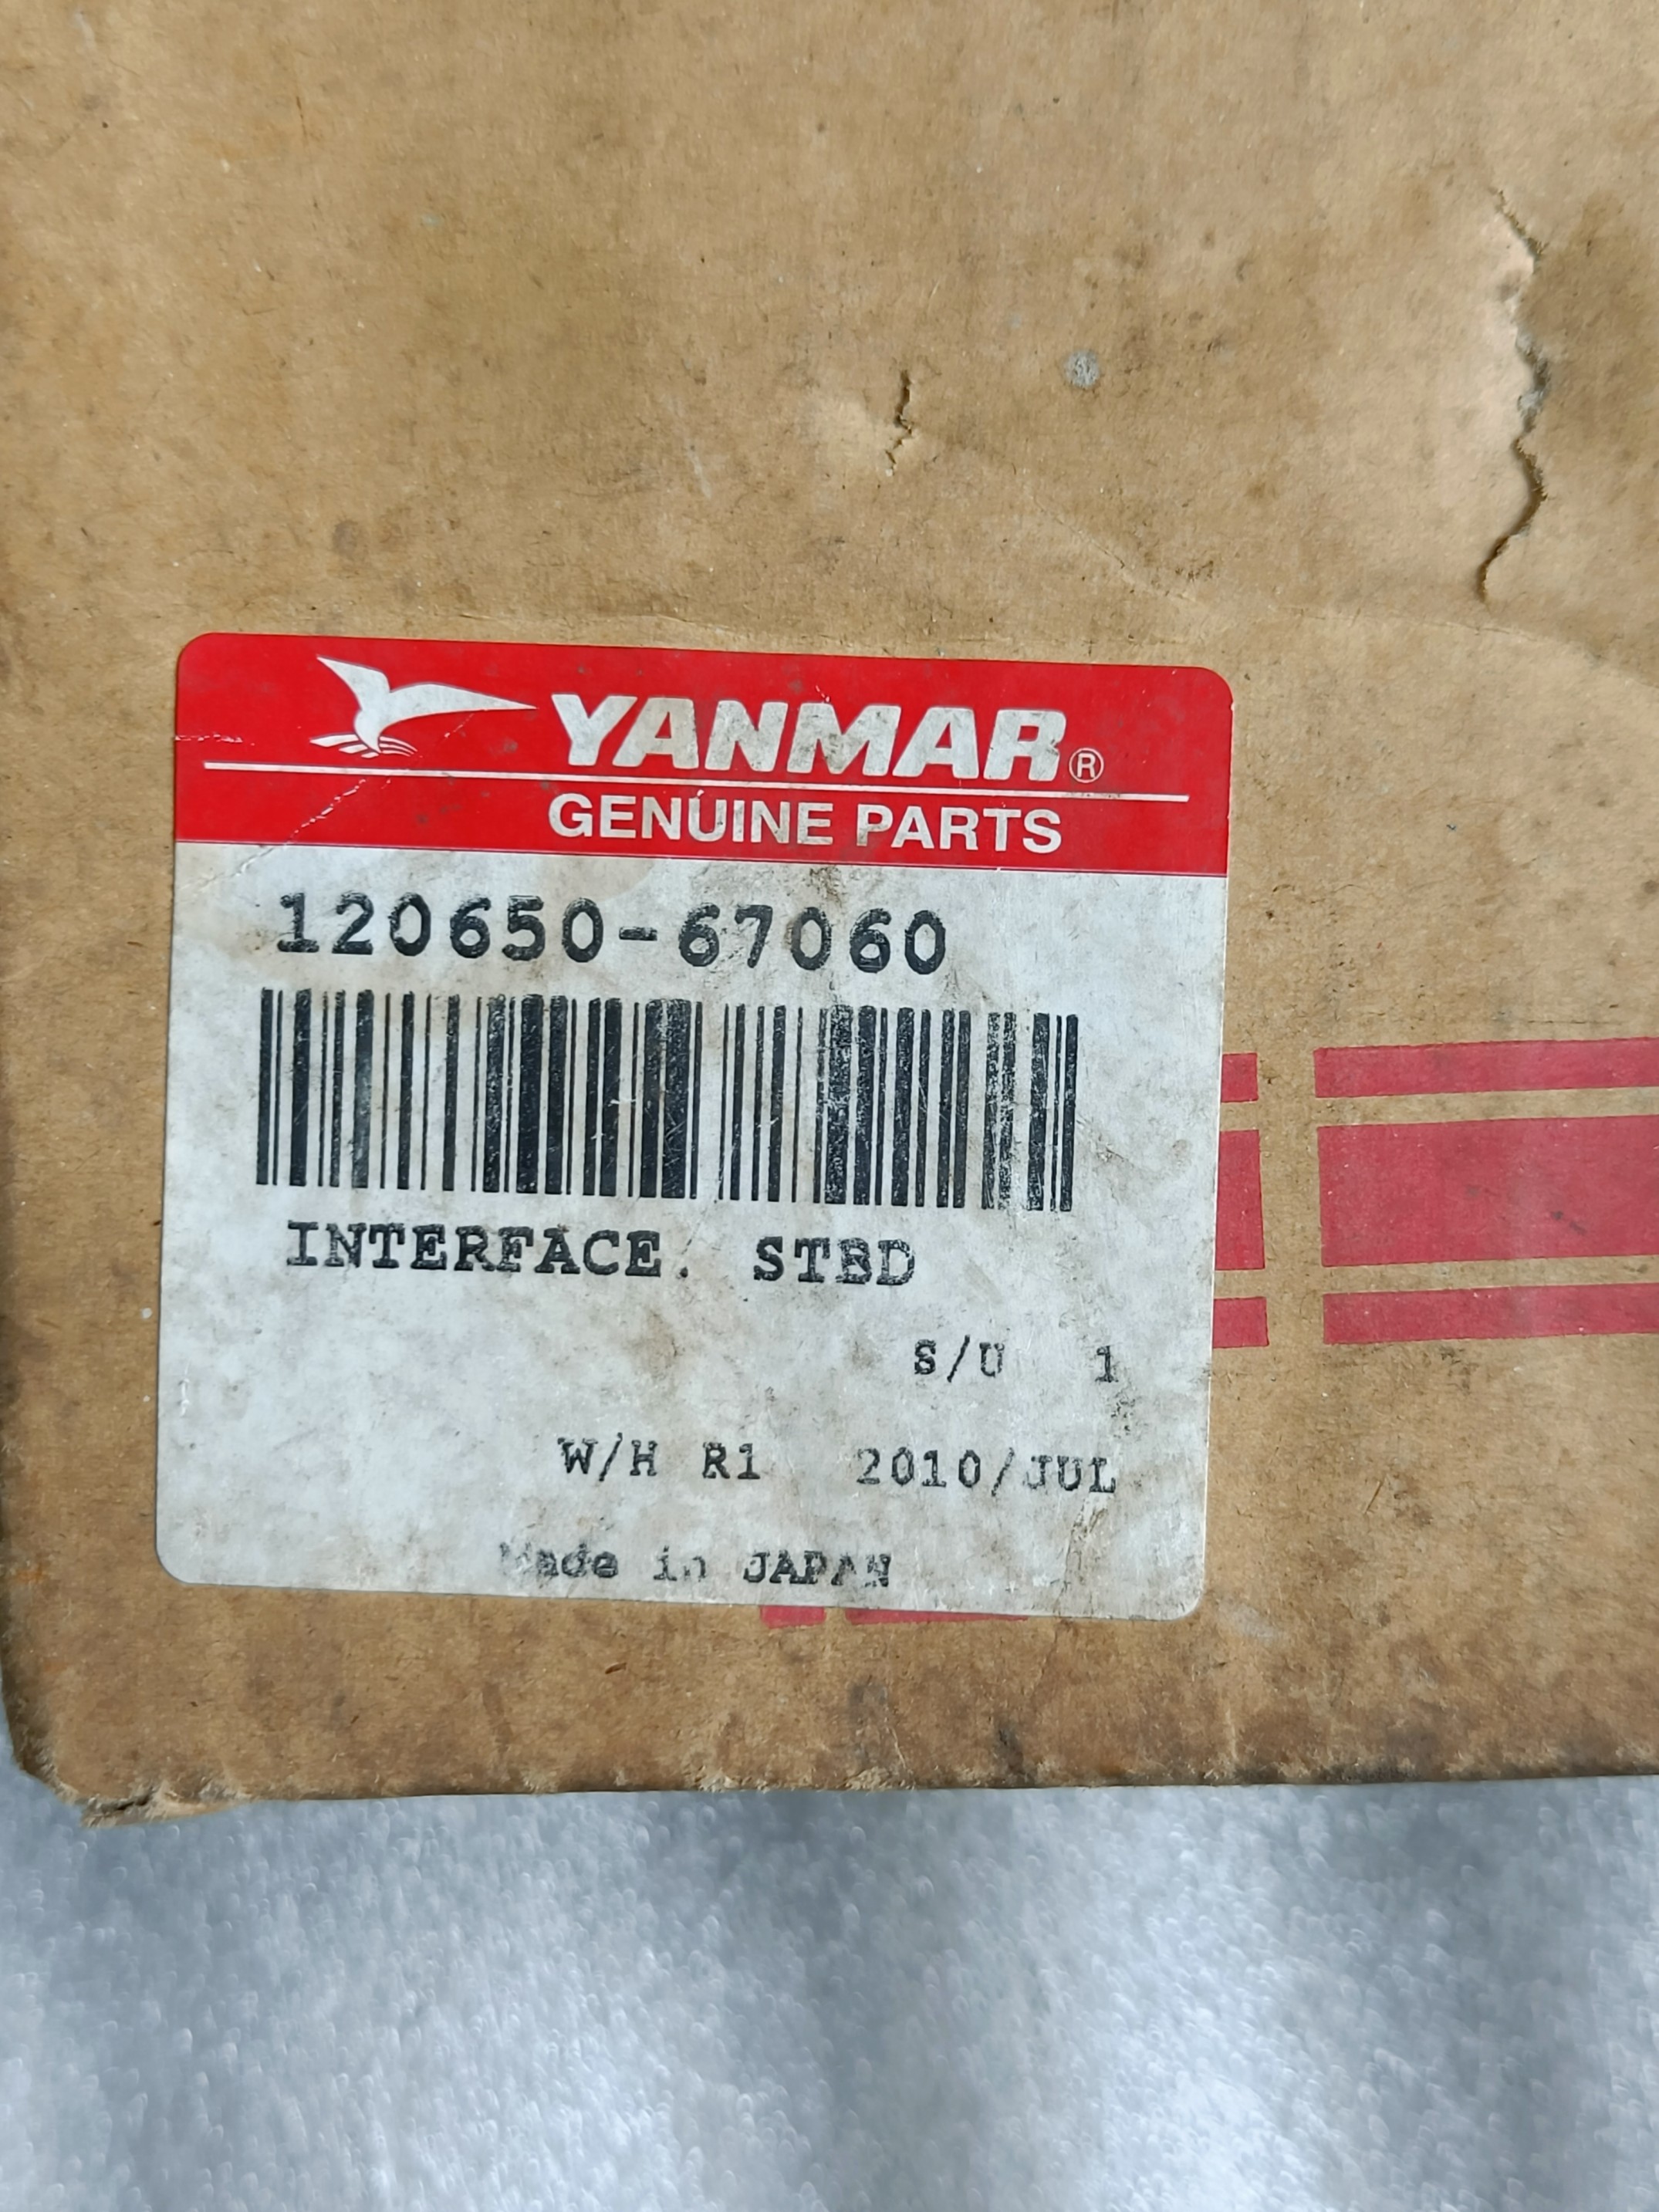 YANMAR®
GENUINE PARTS
120650-67060
INTERFACE. STBD
S/U 1
W/H R1 2010/JUL
Made in JAPAN